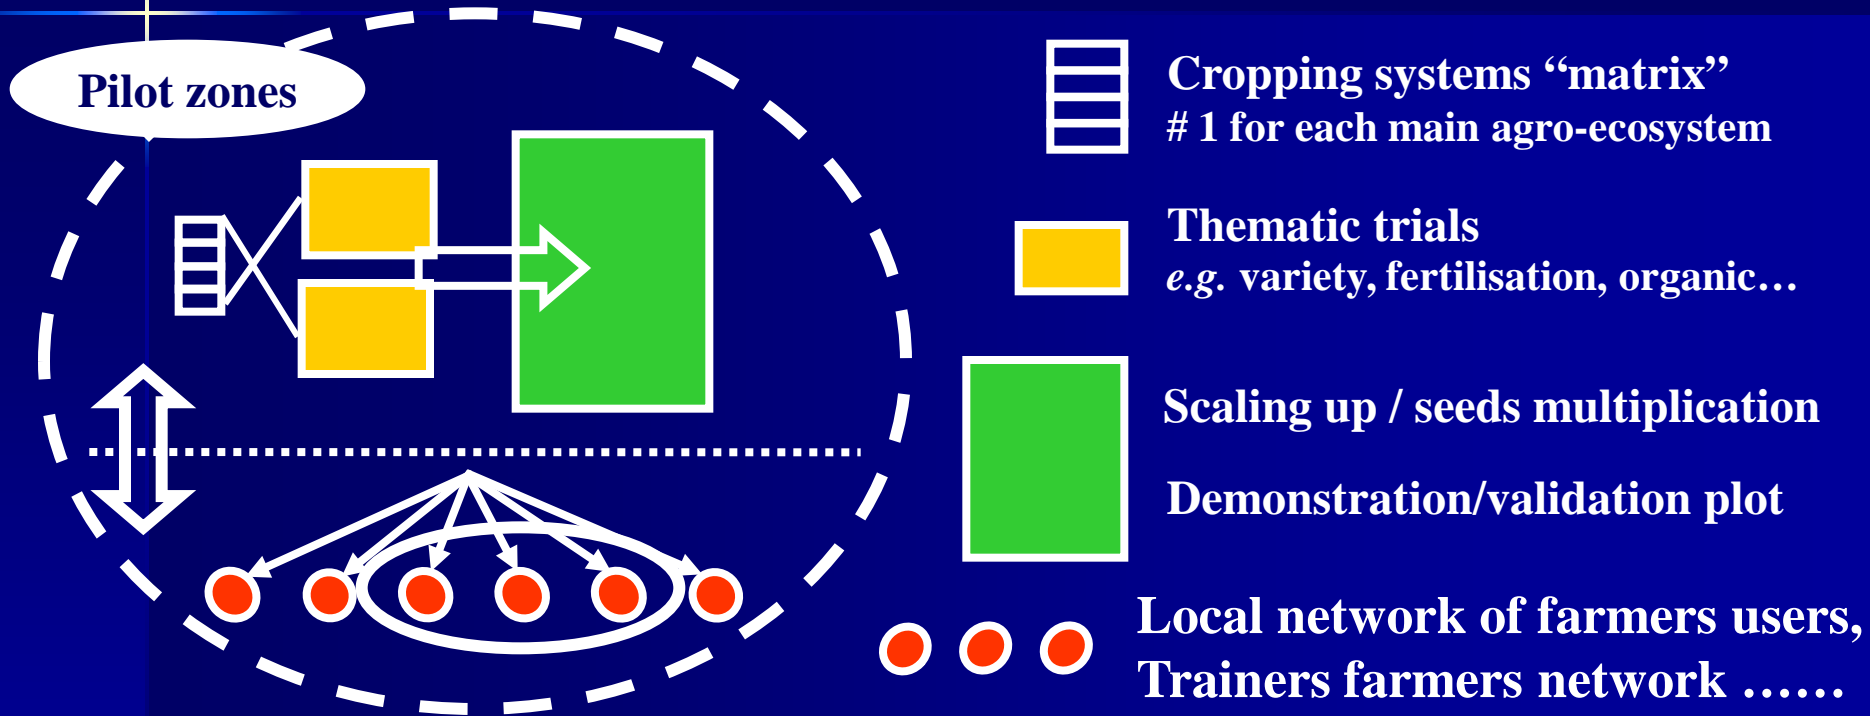 Pilot zones
Cropping systems “matrix”
# 1 for each main agro-ecosystem
Thematic trials
e.g. variety, fertilisation, organic…
Scaling up / seeds multiplication
Demonstration/validation plot
Local network of farmers users,
Trainers farmers network ……